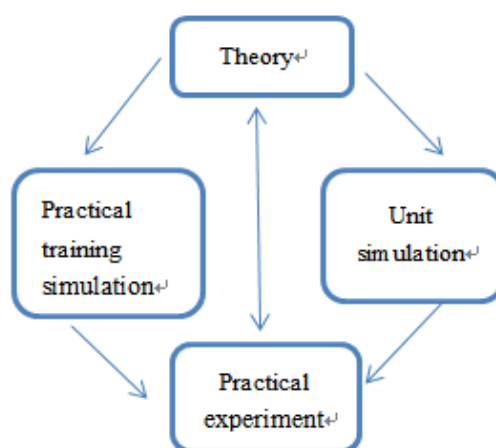 Theory↵
Practical
training
simulation↵
Unit
simulation↵
Practical
experiment↵